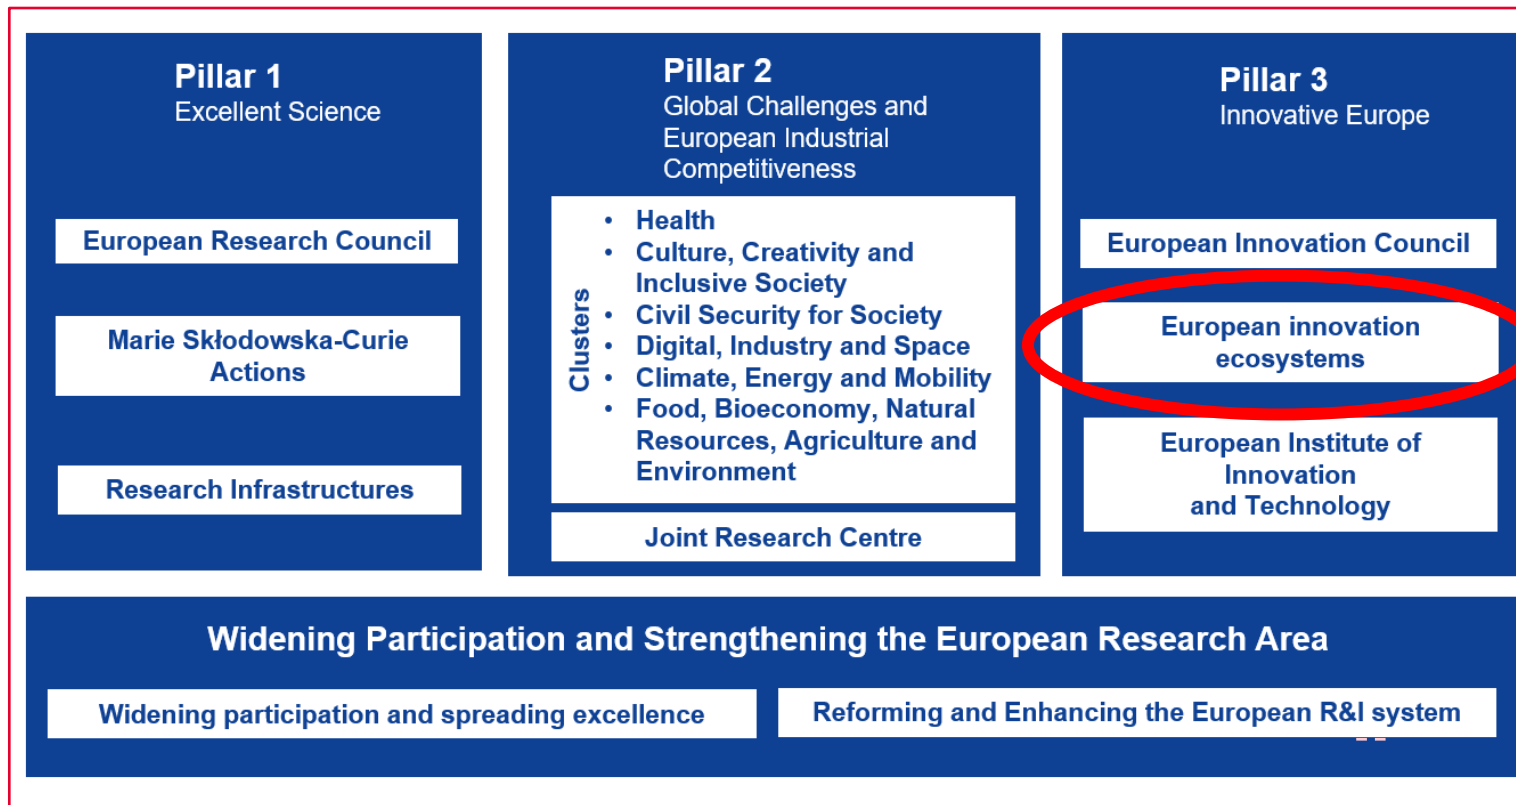 Pillar 1
Excellent Science
European Research Council
Marie Skłodowska-Curie
Actions
Research Infrastructures
Pillar 2
Global Challenges and
European Industrial
Competitiveness
Clusters
• Health
• Culture, Creativity and
Inclusive Society
• Civil Security for Society
• Digital, Industry and Space
• Climate, Energy and Mobility
• Food, Bioeconomy, Natural
Resources, Agriculture and
Environment
Joint Research Centre
Pillar 3
Innovative Europe
European Innovation Council
European innovation
ecosystems
European Institute of
Innovation
and Technology
Widening Participation and Strengthening the European Research Area
Widening participation and spreading excellence
Reforming and Enhancing the European R&I system